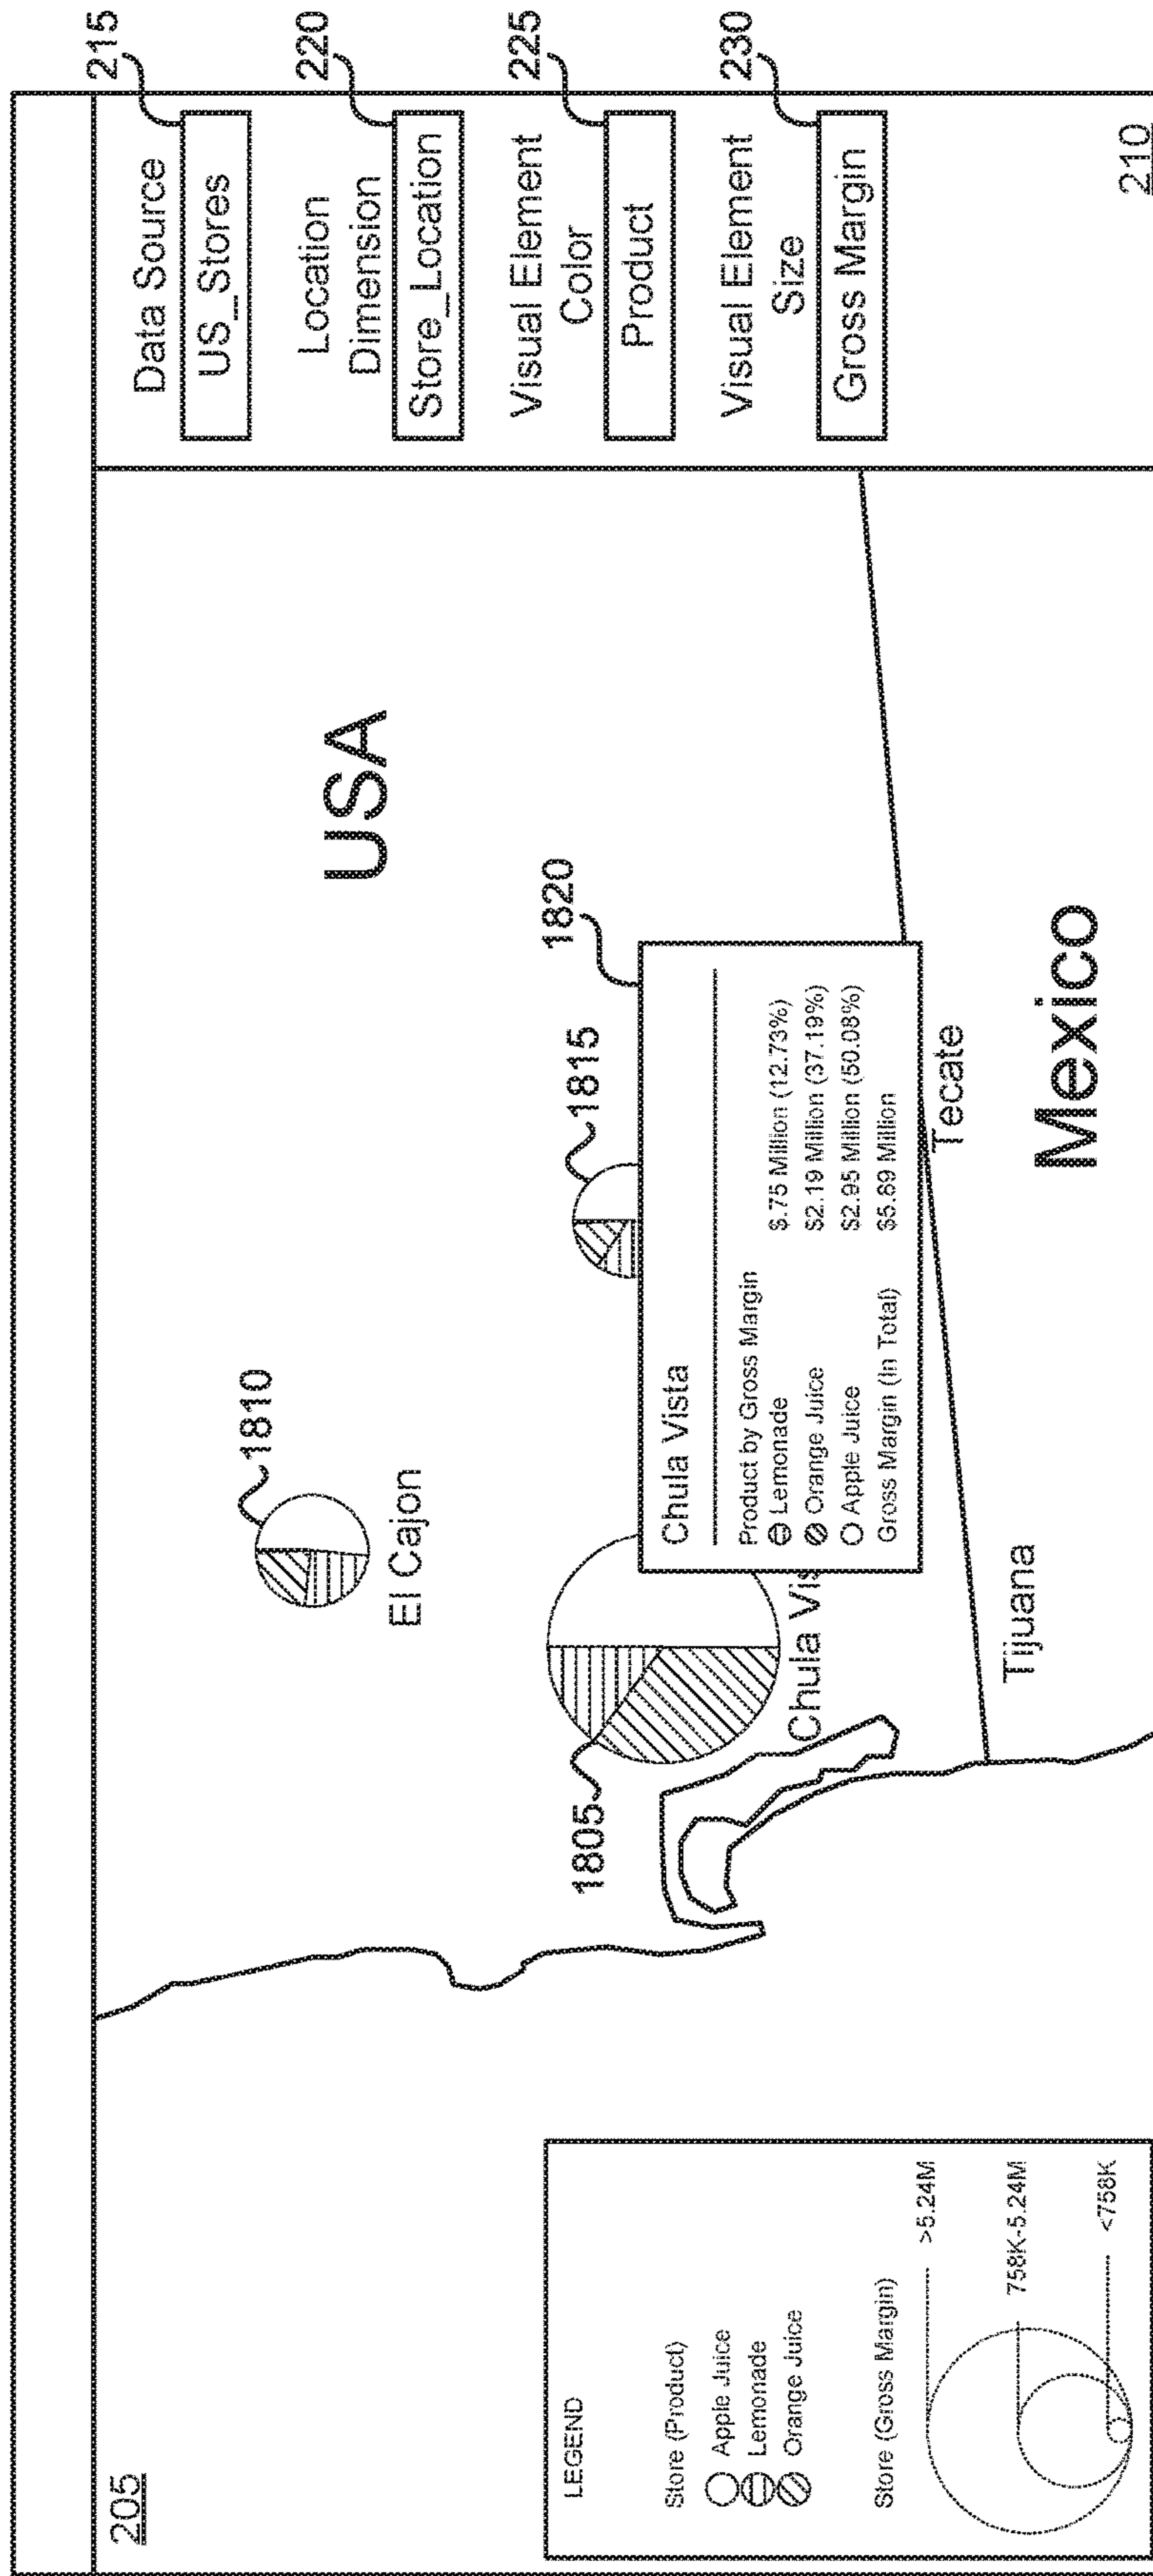 205
USA
1810
El Cajon
1815
1820
1805
Chula Vis
Chula Vista
Product by Gross Margin
Lemonade $.75 Million (12.73%)
Orange Juice $2.19 Million (37.19%)
Apple Juice $2.95 Million (50.08%)
Gross Margin (In Total) $5.89 Million
Tecate
Tijuana
Mexico
LEGEND
Store (Product)
Apple Juice
Lemonade
Orange Juice
Store (Gross Margin)
>5.24M
758K-5.24M
<758K
Data Source
215
US_Stores
Location
220
Dimension
Store_Location
Visual Element
225
Color
Product
Visual Element
230
Size
Gross Margin
210